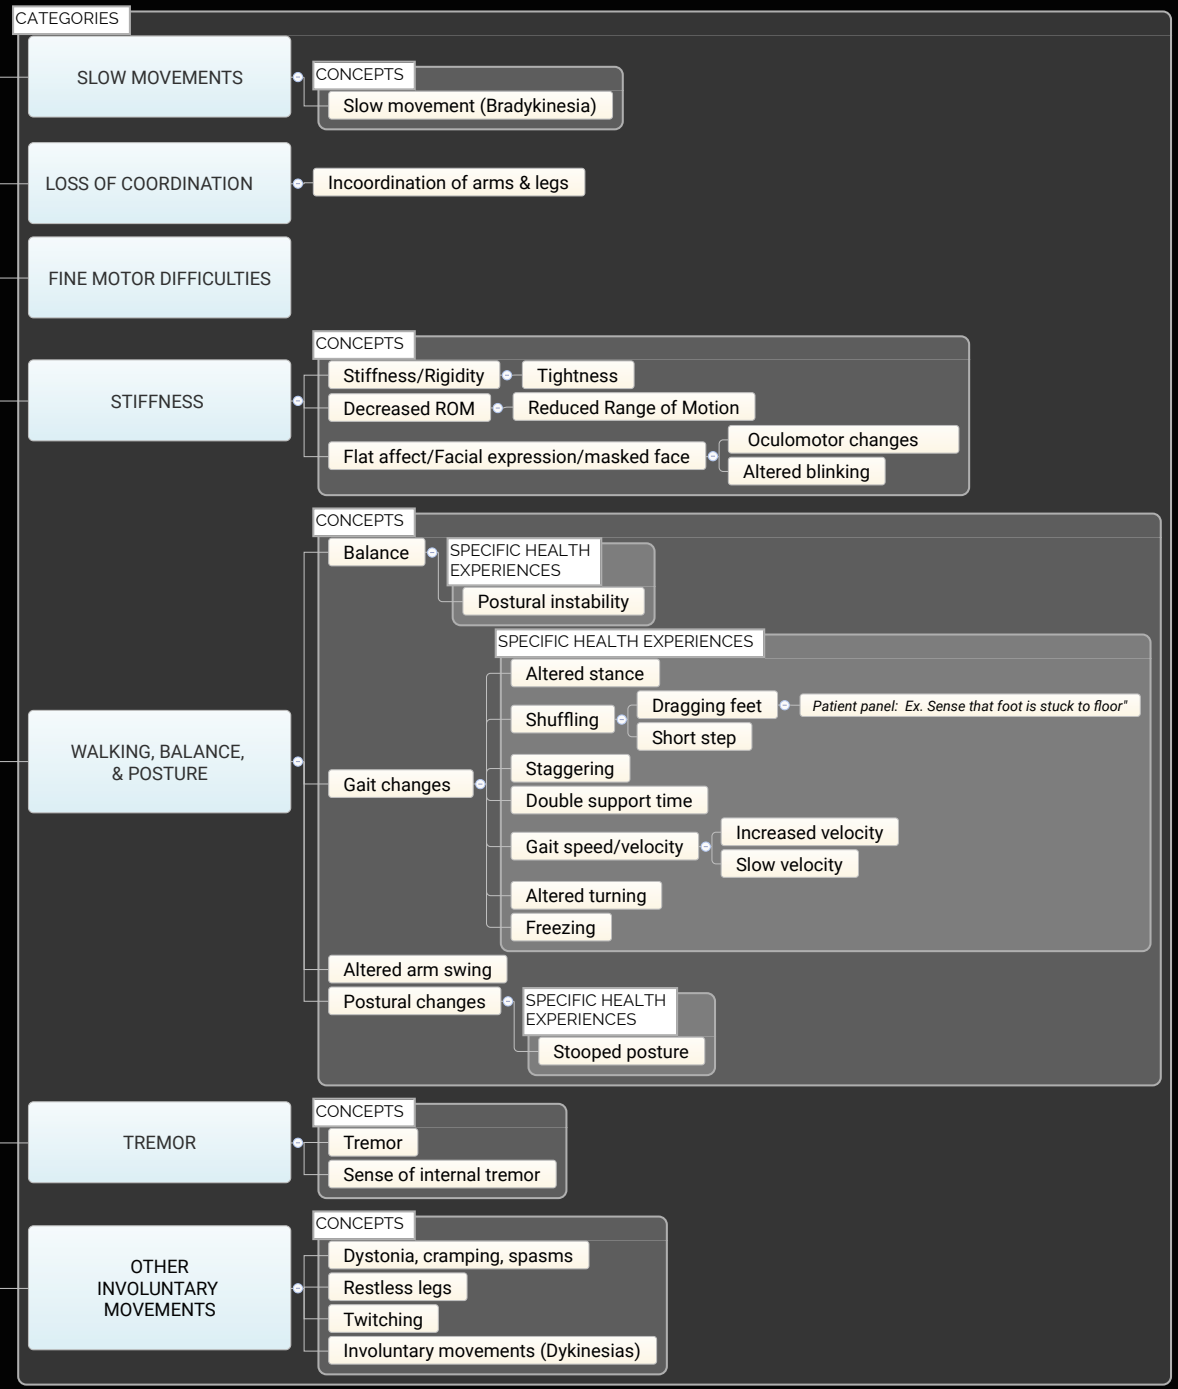 CATEGORIES
SLOW MOVEMENTS
CONCEPTS
Slow movement (Bradykinesia)
LOSS OF COORDINATION
Incoordination of arms & legs
FINE MOTOR DIFFICULTIES
STIFFNESS
CONCEPTS
Stiffness/Rigidity
Tightness
Decreased ROM
Reduced Range of Motion
Flat affect/Facial expression/masked face
Oculomotor changes
Altered blinking
WALKING, BALANCE,
& POSTURE
CONCEPTS
Balance
SPECIFIC HEALTH
EXPERIENCES
Postural instability
Gait changes
SPECIFIC HEALTH EXPERIENCES
Altered stance
Shuffling
Dragging feet
Patient panel: Ex. Sense that foot is stuck to floor"
Short step
Staggering
Double support time
Gait speed/velocity
Increased velocity
Slow velocity
Altered turning
Freezing
Altered arm swing
Postural changes
SPECIFIC HEALTH
EXPERIENCES
Stooped posture
TREMOR
CONCEPTS
Tremor
Sense of internal tremor
OTHER
INVOLUNTARY
MOVEMENTS
CONCEPTS
Dystonia, cramping, spasms
Restless legs
Twitching
Involuntary movements (Dykinesias)